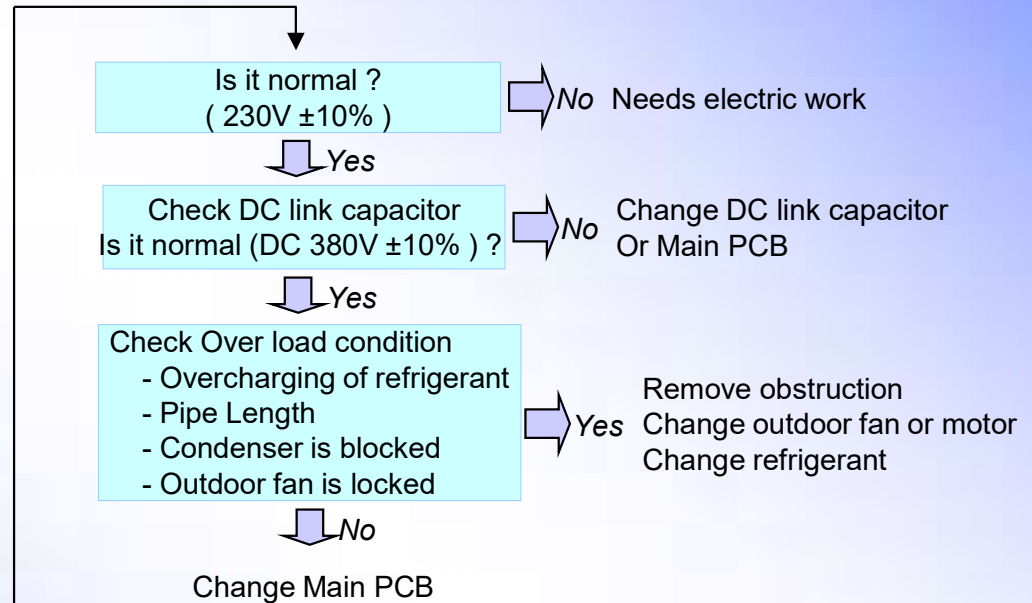 Is it normal ?
( 230V ±10% )
No Needs electric work
Yes
Check DC link capacitor
Is it normal (DC 380V ±10% ) ?
No
Change DC link capacitor
Or Main PCB
Yes
Check Over load condition
- Overcharging of refrigerant
- Pipe Length
- Condenser is blocked
- Outdoor fan is locked
Yes
Remove obstruction
Change outdoor fan or motor
Change refrigerant
No
Change Main PCB